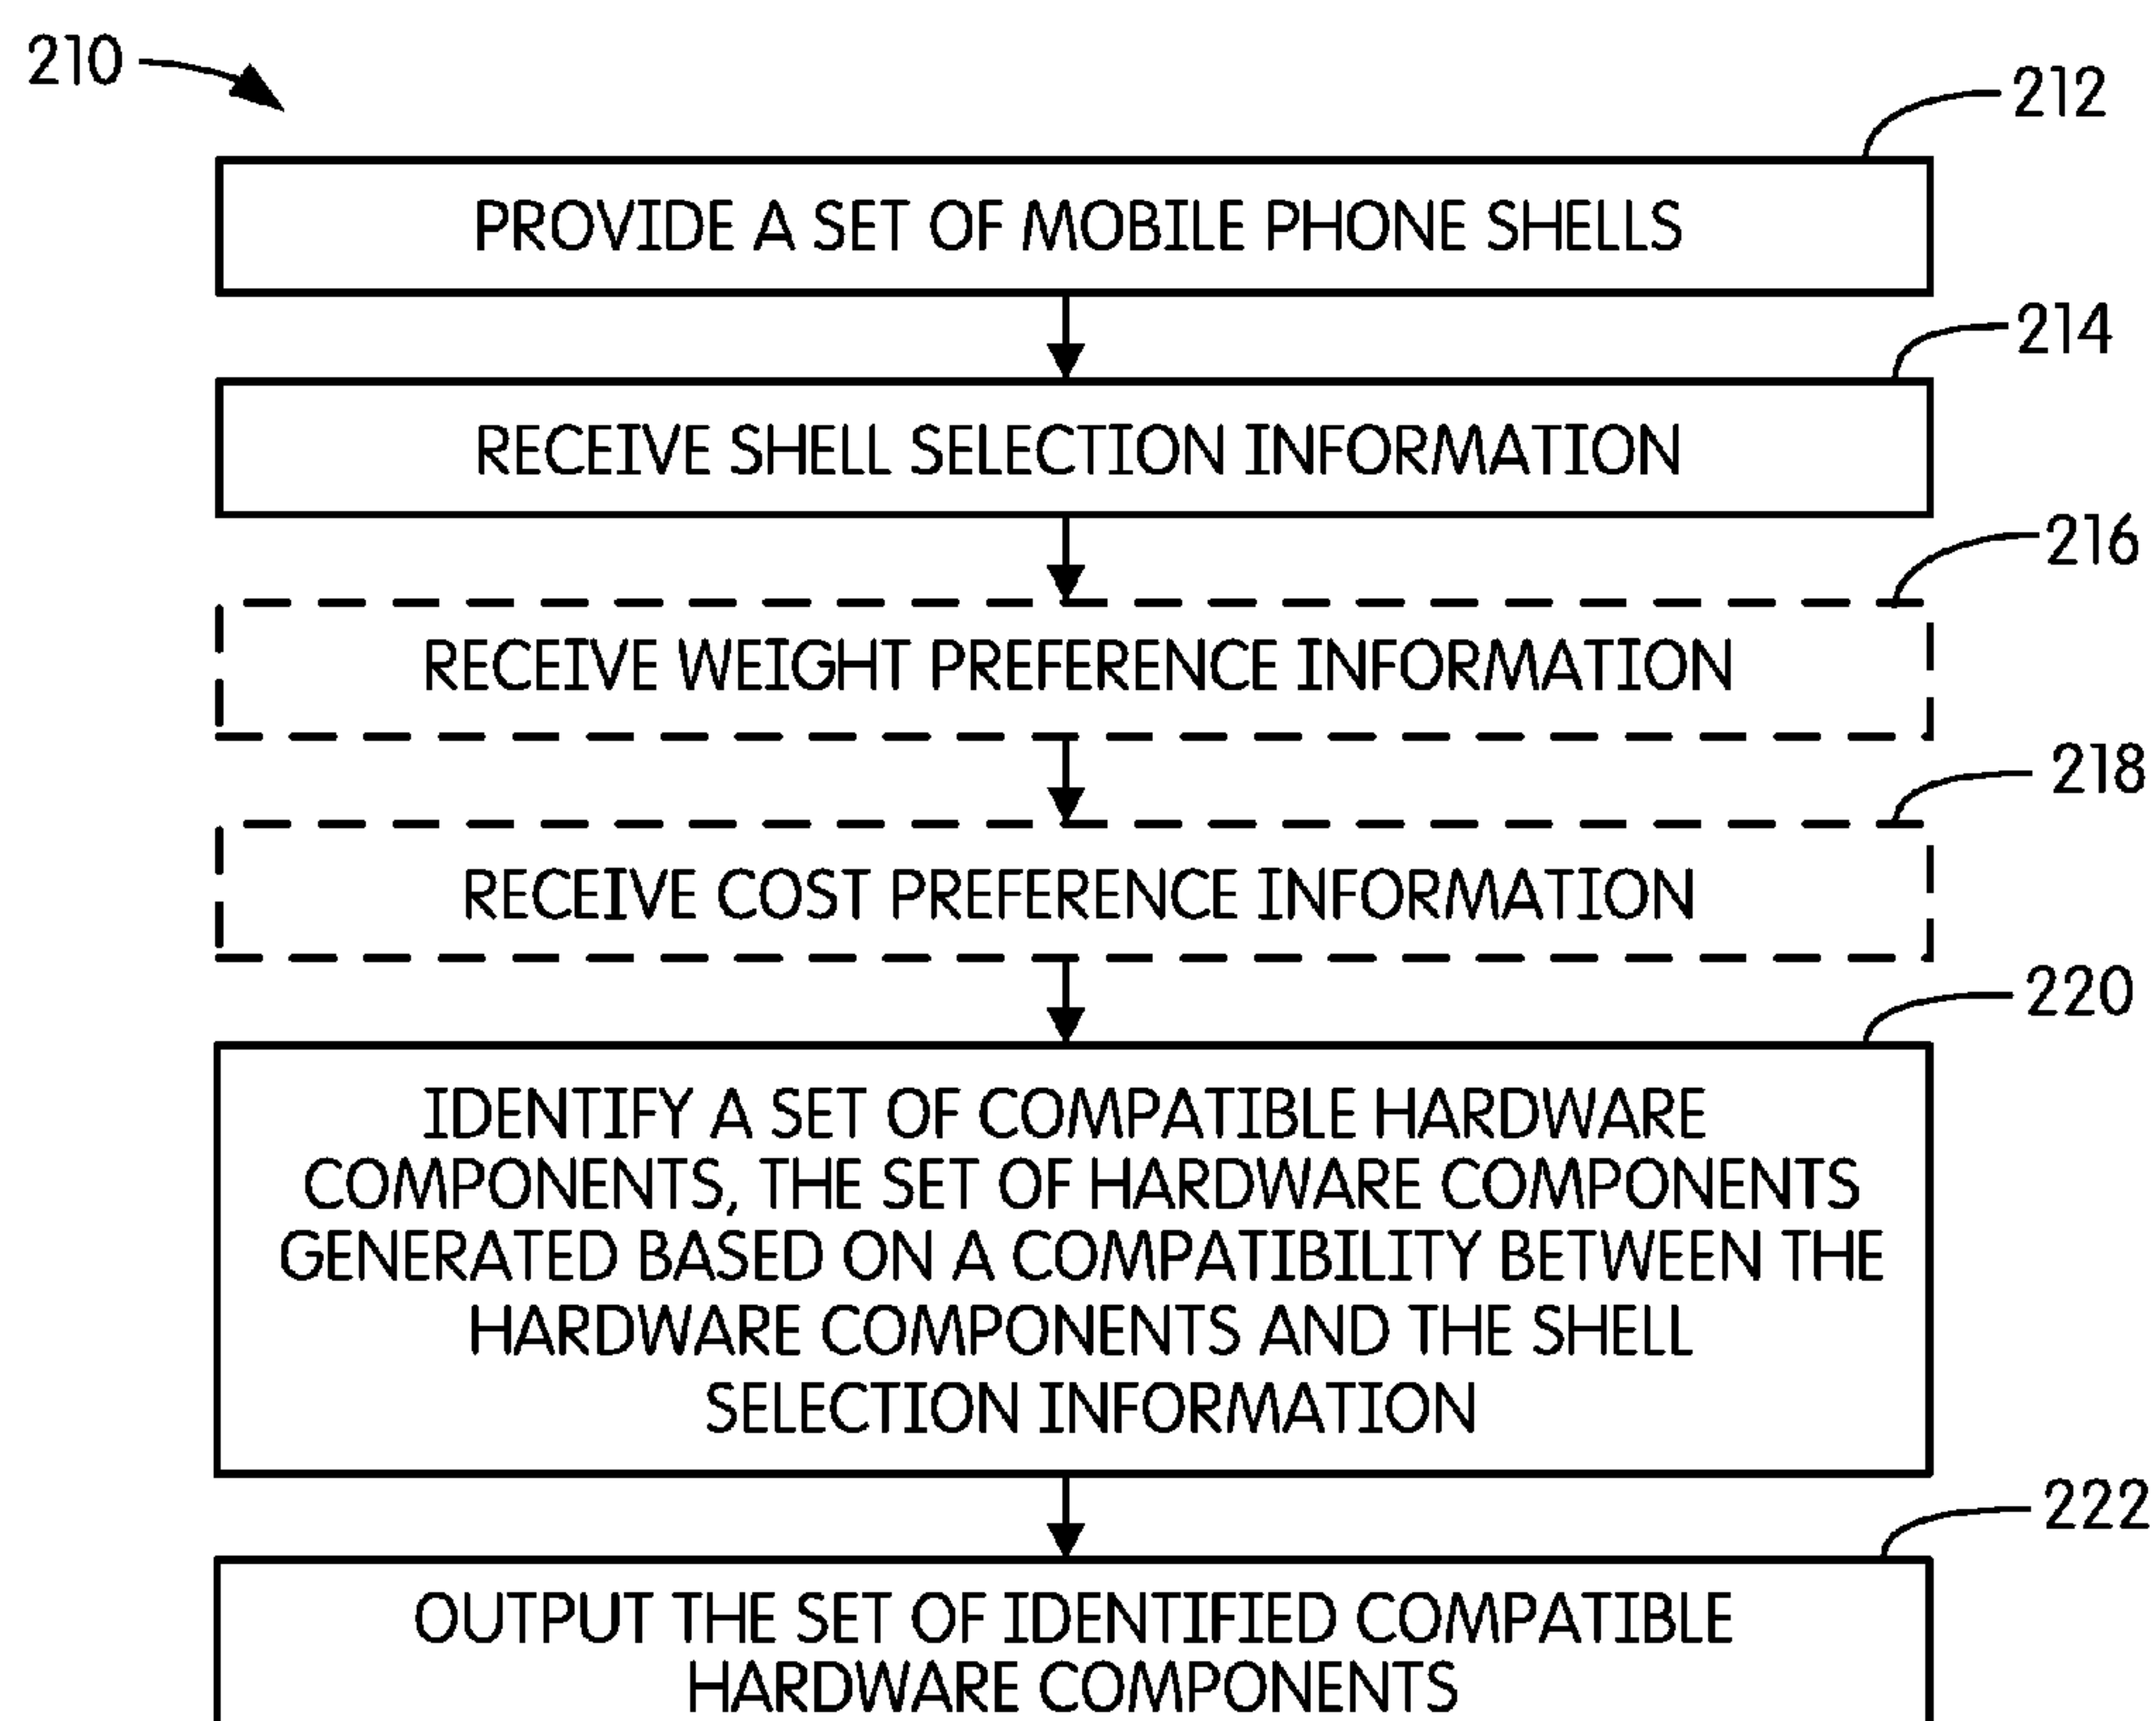 210
212
PROVIDE A SET OF MOBILE PHONE SHELLS
214
RECEIVE SHELL SELECTION INFORMATION
216
RECEIVE WEIGHT PREFERENCE INFORMATION
218
RECEIVE COST PREFERENCE INFORMATION
220
IDENTIFY A SET OF COMPATIBLE HARDWARE
COMPONENTS, THE SET OF HARDWARE COMPONENTS
GENERATED BASED ON A COMPATIBILITY BETWEEN THE
HARDWARE COMPONENTS AND THE SHELL
SELECTION INFORMATION
222
OUTPUT THE SET OF IDENTIFIED COMPATIBLE
HARDWARE COMPONENTS